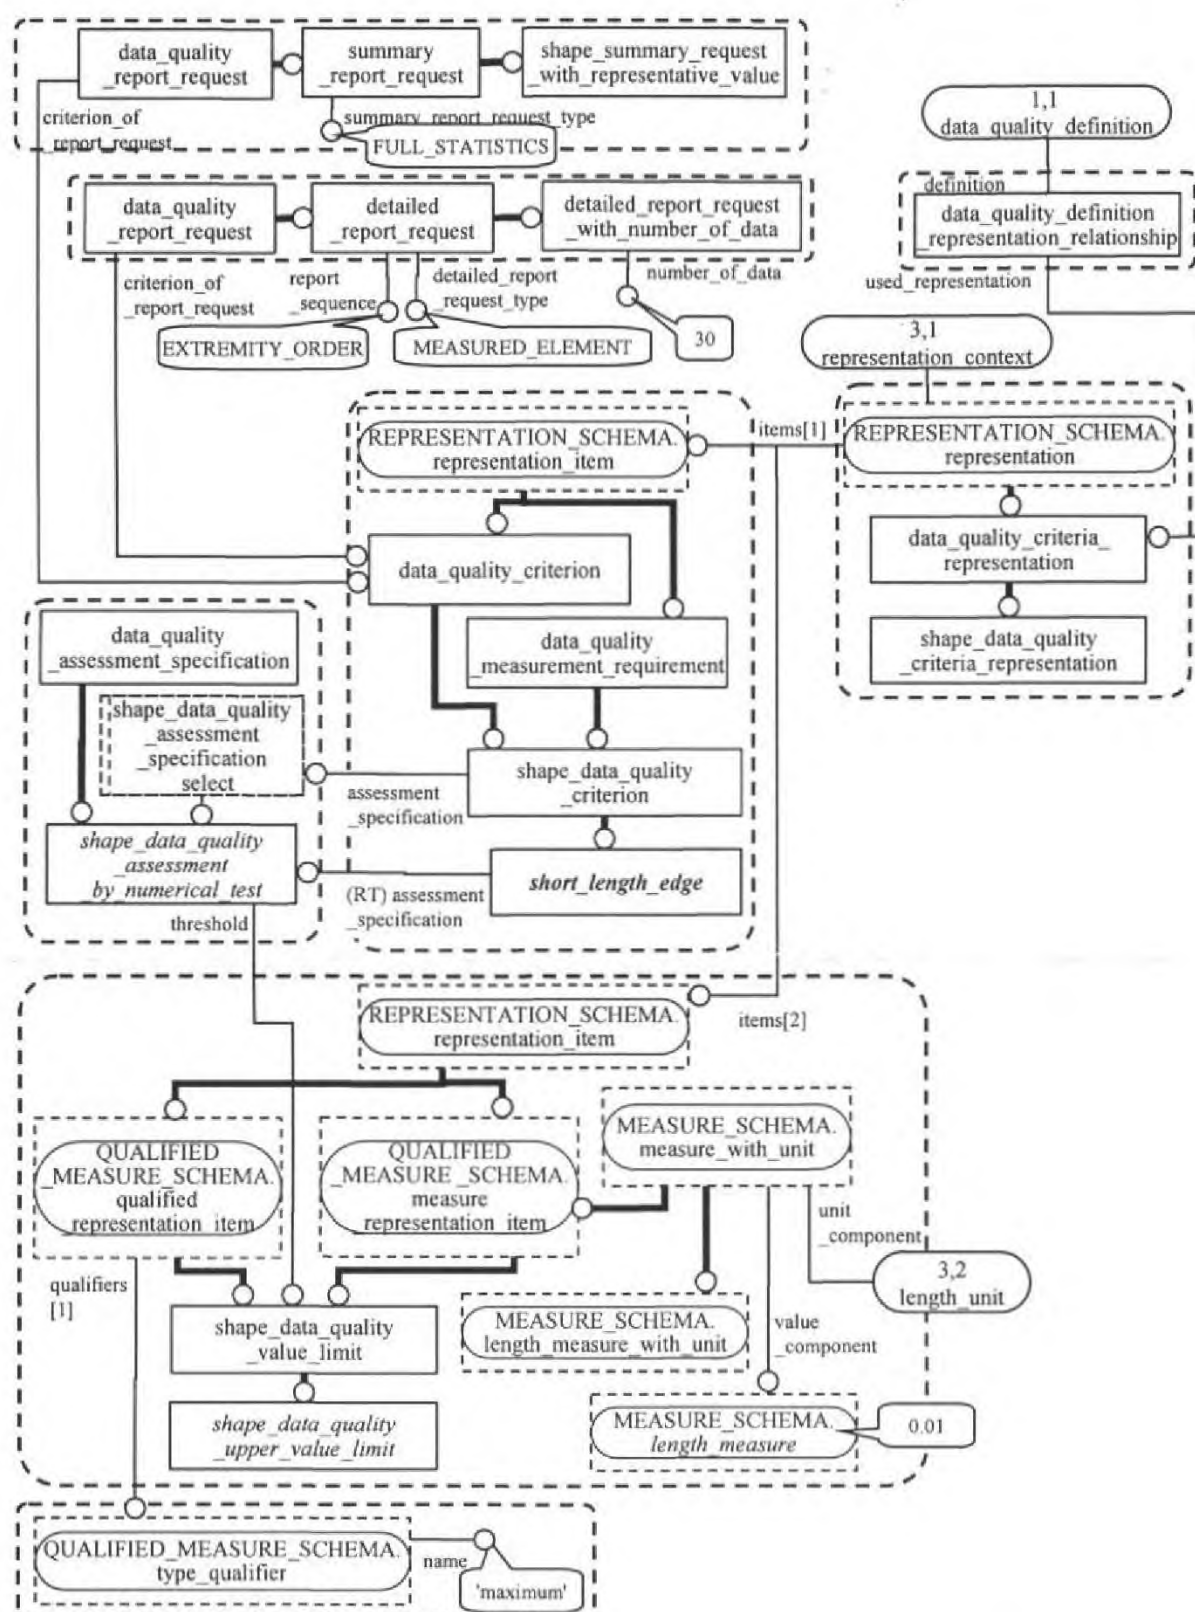 data_quality
_report_request
summary
_report_request
shape_summary_request
_with_representative_value
criterion_of
_report_request
summary_report_request_type
FULL_STATISTICS
1,1
data_quality_definition
definition
data_quality_definition
_representation_relationship
used_representation
data_quality
_report_request
detailed
_report_request
detailed_report_request
_with_number_of_data
criterion_of
_report_request
report
_sequence
detailed_report
_request_type
number_of_data
EXTREMITY_ORDER
MEASURED_ELEMENT
30
3,1
representation_context
REPRESENTATION_SCHEMA.
representation_item
items[1]
REPRESENTATION_SCHEMA.
representation
data_quality_criterion
data_quality_criteria_
representation
data_quality
_measurement_requirement
shape_data_quality
_criteria_representation
data_quality
_assessment_specification
shape_data_quality
_assessment
_specification
select
assessment
_specification
shape_data_quality
_criterion
shape_data_quality
_assessment
_by_numerical_test
(RT) assessment
_specification
short_length_edge
threshold
REPRESENTATION_SCHEMA.
representation_item
items[2]
QUALIFIED
_MEASURE_SCHEMA.
qualified
_representation_item
QUALIFIED
_MEASURE_SCHEMA.
measure
_representation_item
MEASURE_SCHEMA.
measure_with_unit
unit
_component
3,2
length_unit
qualifiers
[1]
shape_data_quality
_value_limit
MEASURE_SCHEMA.
length_measure_with_unit
value
_component
shape_data_quality
_upper_value_limit
MEASURE_SCHEMA.
length_measure
0.01
QUALIFIED_MEASURE_SCHEMA.
type_qualifier
name
'maximum'